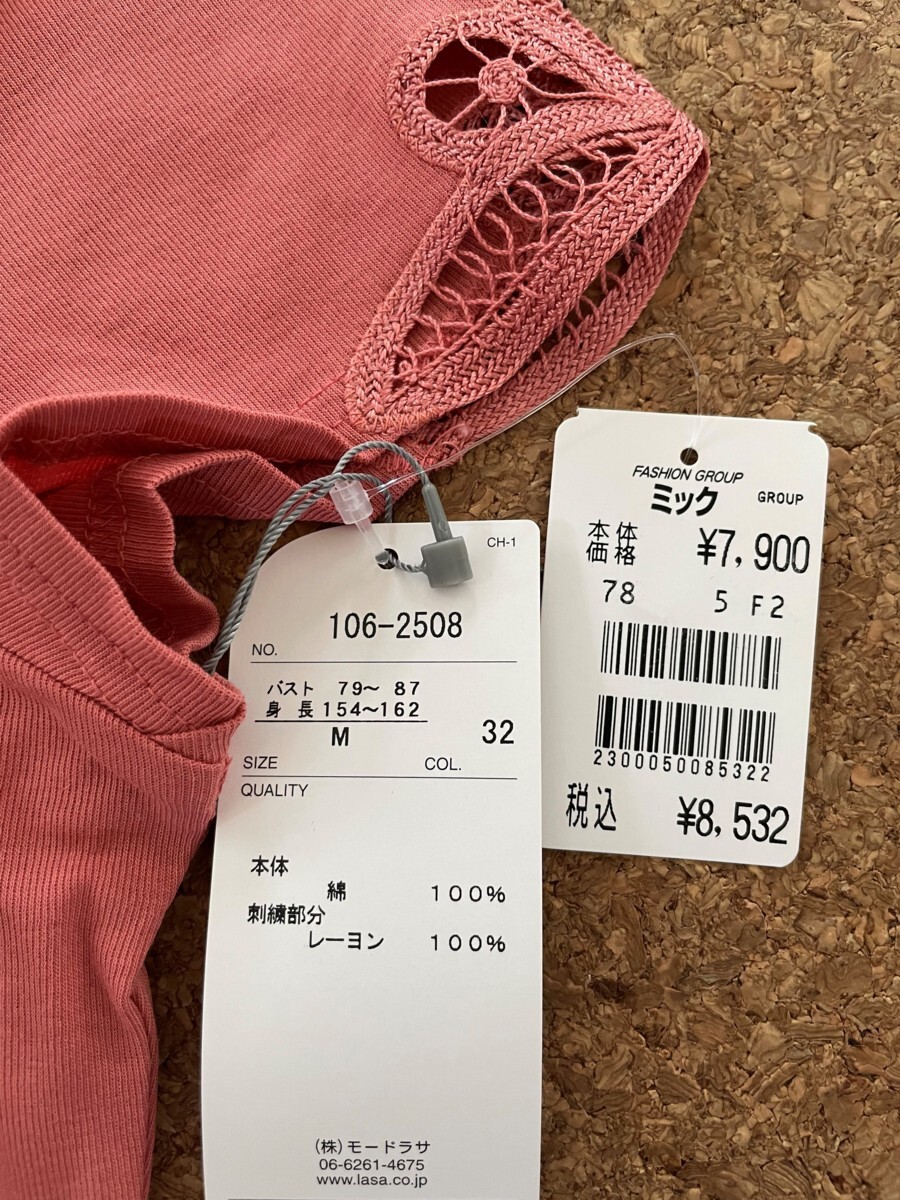 FASHION GROUP
ミック GROUP
本体価格 ¥7,900
78 5 F2
2300050085322
税込 ¥8,532
CH-1
NO. 106-2508
バスト 79〜 87
身 長 154〜162
SIZE M COL. 32
QUALITY
本体
綿 100%
刺繍部分
レーヨン 100%
(株)モードラサ
06-6261-4675
www.lasa.co.jp